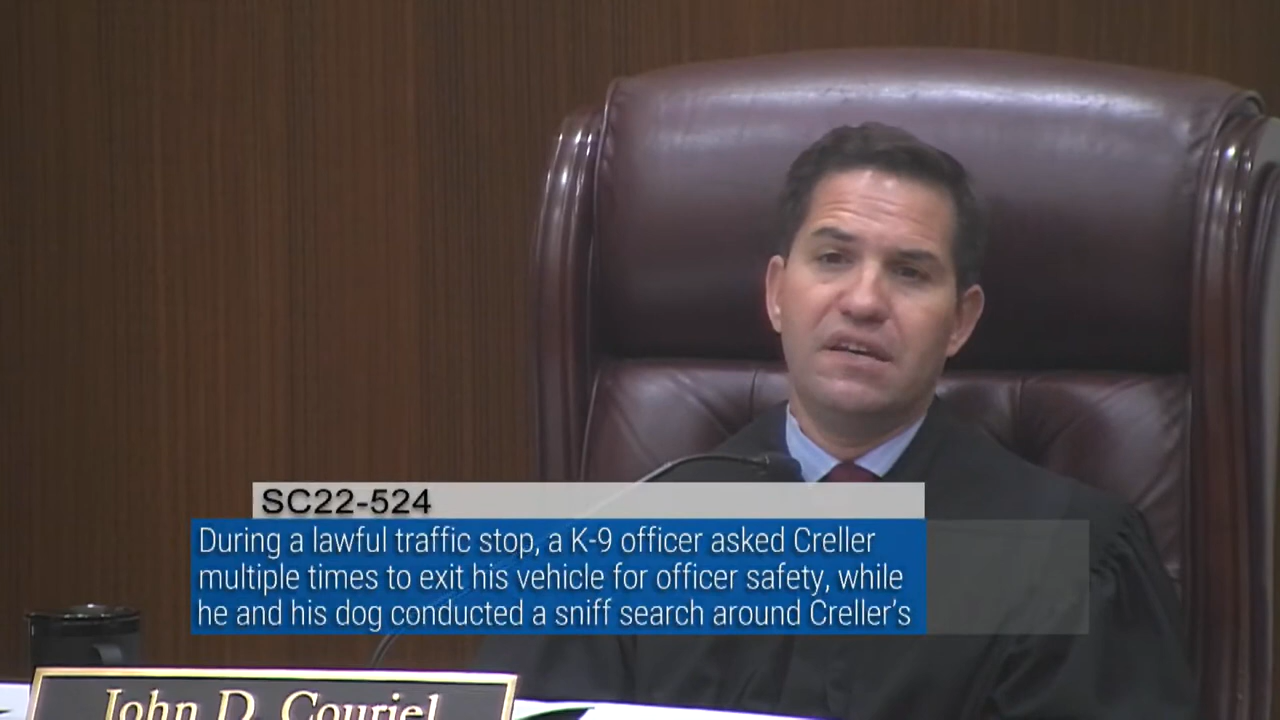 SC22-524
During a lawful traffic stop, a K-9 officer asked Creller
multiple times to exit his vehicle for officer safety, while
he and his dog conducted a sniff search around Creller's
John D. Couriel